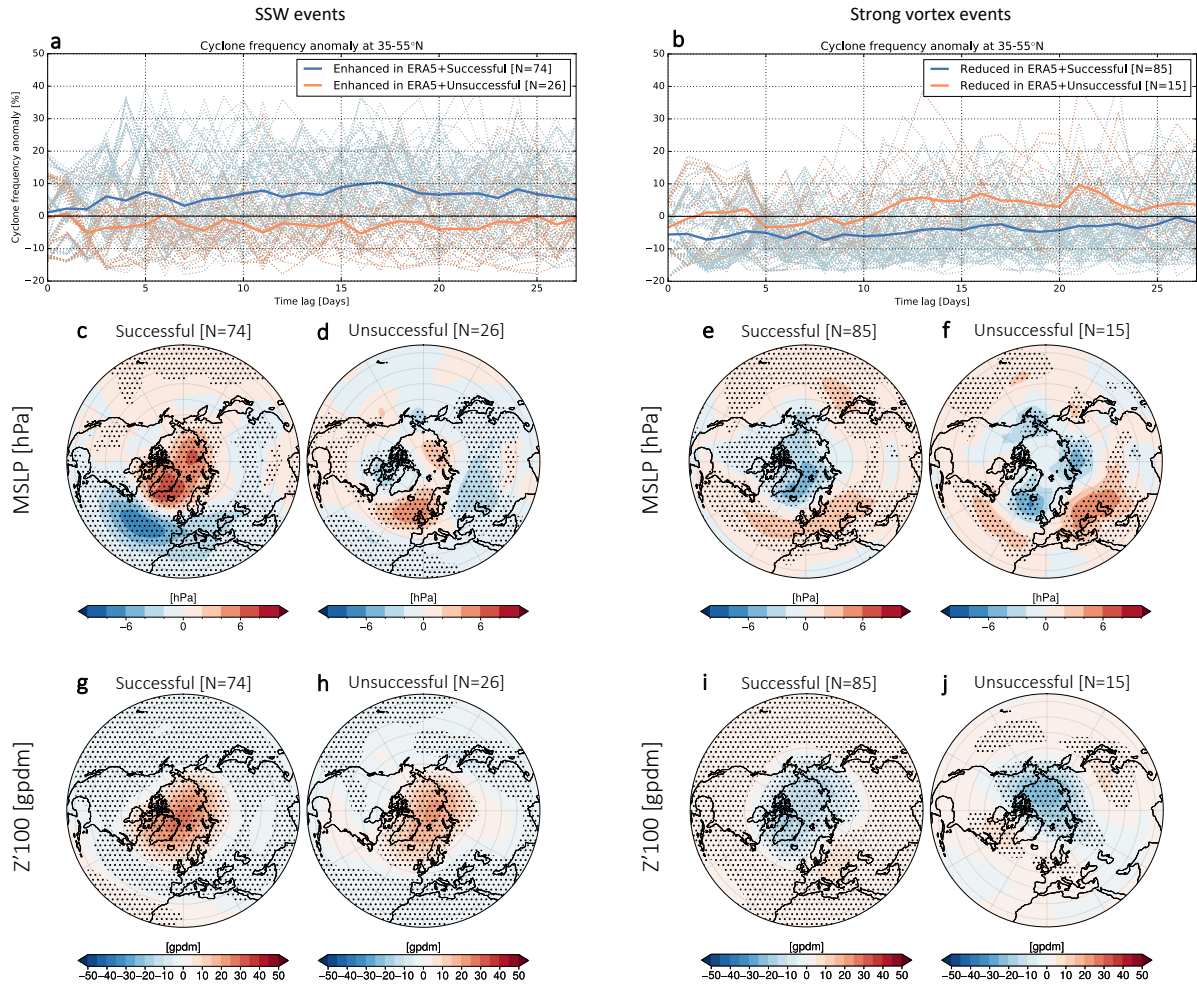 SSW events
Strong vortex events
a
Cyclone frequency anomaly at 35-55°N
Cyclone frequency anomaly [%]
50
40
30
20
10
0
−10
−20
Enhanced in ERA5+Successful [N=74]
Enhanced in ERA5+Unsuccessful [N=26]
0 5 10 15 20 25
Time lag [Days]
b
Cyclone frequency anomaly at 35-55°N
50
40
30
20
10
0
−10
−20
Reduced in ERA5+Successful [N=85]
Reduced in ERA5+Unsuccessful [N=15]
0 5 10 15 20 25
Time lag [Days]
MSLP [hPa]
c Successful [N=74]
d Unsuccessful [N=26]
[hPa]
−6 0 6
[hPa]
−6 0 6
MSLP [hPa]
e Successful [N=85]
f Unsuccessful [N=15]
[hPa]
−6 0 6
[hPa]
−6 0 6
Z'100 [gpdm]
g Successful [N=74]
h Unsuccessful [N=26]
[gpdm]
−50−40−30−20−10 0 10 20 30 40 50
[gpdm]
−50−40−30−20−10 0 10 20 30 40 50
Z'100 [gpdm]
i Successful [N=85]
j Unsuccessful [N=15]
[gpdm]
−50−40−30−20−10 0 10 20 30 40 50
[gpdm]
−50−40−30−20−10 0 10 20 30 40 50